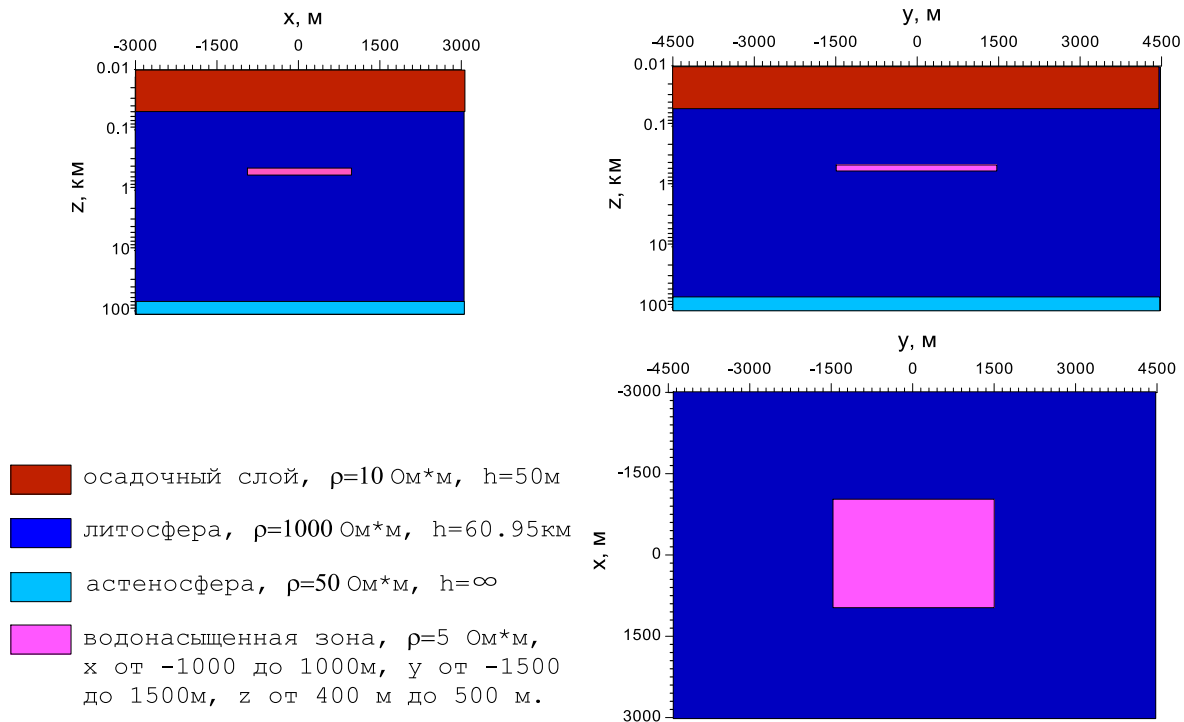 x, м
-3000 -1500 0 1500 3000
0.01
0.1
1
10
100
z, км
y, м
-4500 -3000 -1500 0 1500 3000 4500
0.01
0.1
1
10
100
z, км
y, м
-4500 -3000 -1500 0 1500 3000 4500
-3000
-1500
0
1500
3000
x, м
осадочный слой, ρ=10 Ом*м, h=50м
литосфера, ρ=1000 Ом*м, h=60.95км
астеносфера, ρ=50 Ом*м, h=∞
водонасыщенная зона, ρ=5 Ом*м,
x от -1000 до 1000м, y от -1500
до 1500м, z от 400 м до 500 м.